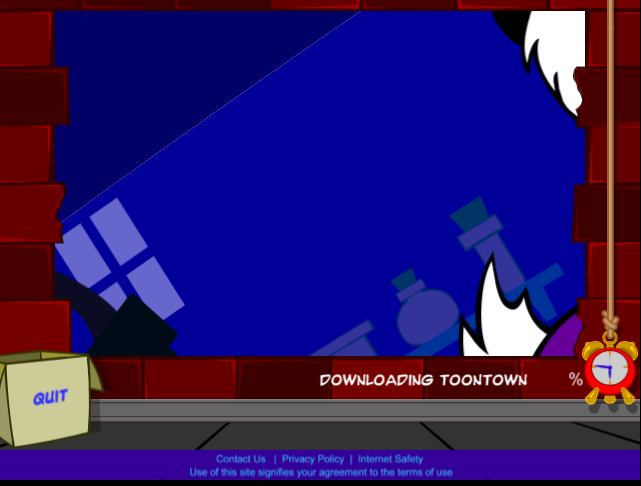 DOWNLOADING TOONTOWN %
QUIT
Contact Us | Privacy Policy | Internet Safety
Use of this site signifies your agreement to the terms of use